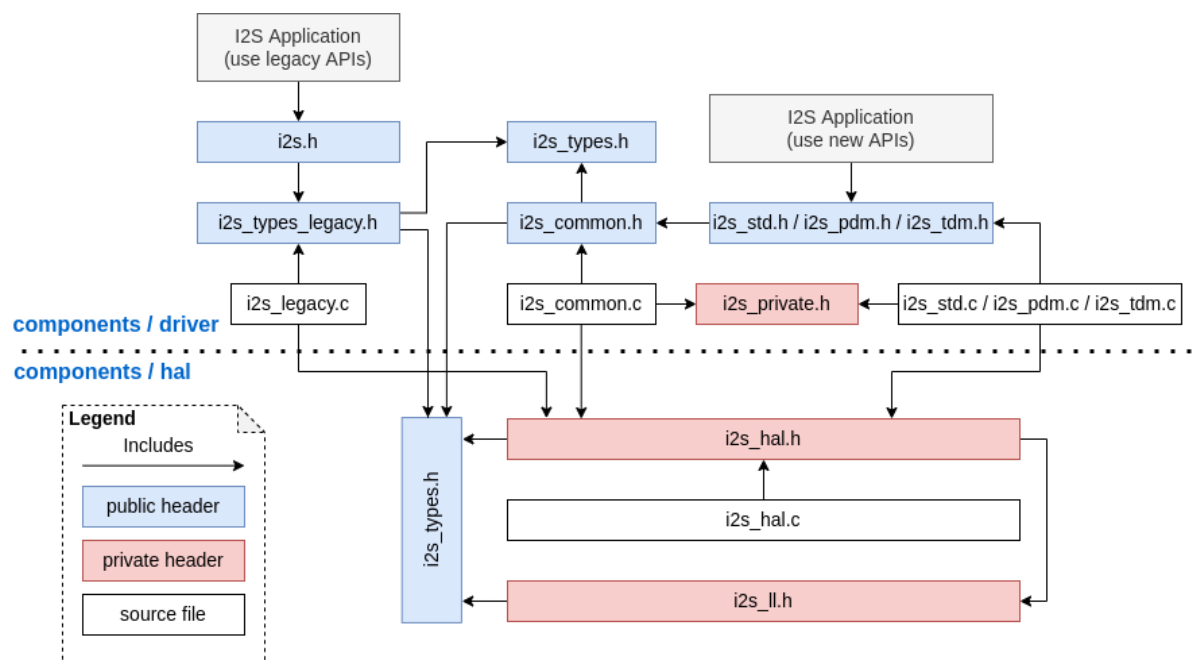 I2S Application
(use legacy APIs)
I2S Application
(use new APIs)
i2s.h
i2s_types.h
i2s_types_legacy.h
i2s_common.h
i2s_std.h / i2s_pdm.h / i2s_tdm.h
i2s_legacy.c
i2s_common.c
i2s_private.h
i2s_std.c / i2s_pdm.c / i2s_tdm.c
components / driver
components / hal
Legend
Includes
public header
private header
source file
i2s_types.h
i2s_hal.h
i2s_hal.c
i2s_ll.h